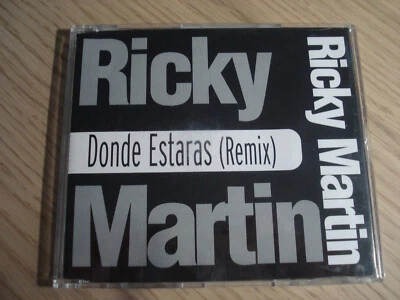 Ricky
Donde Estaras (Remix)
Martin
Ricky Martin